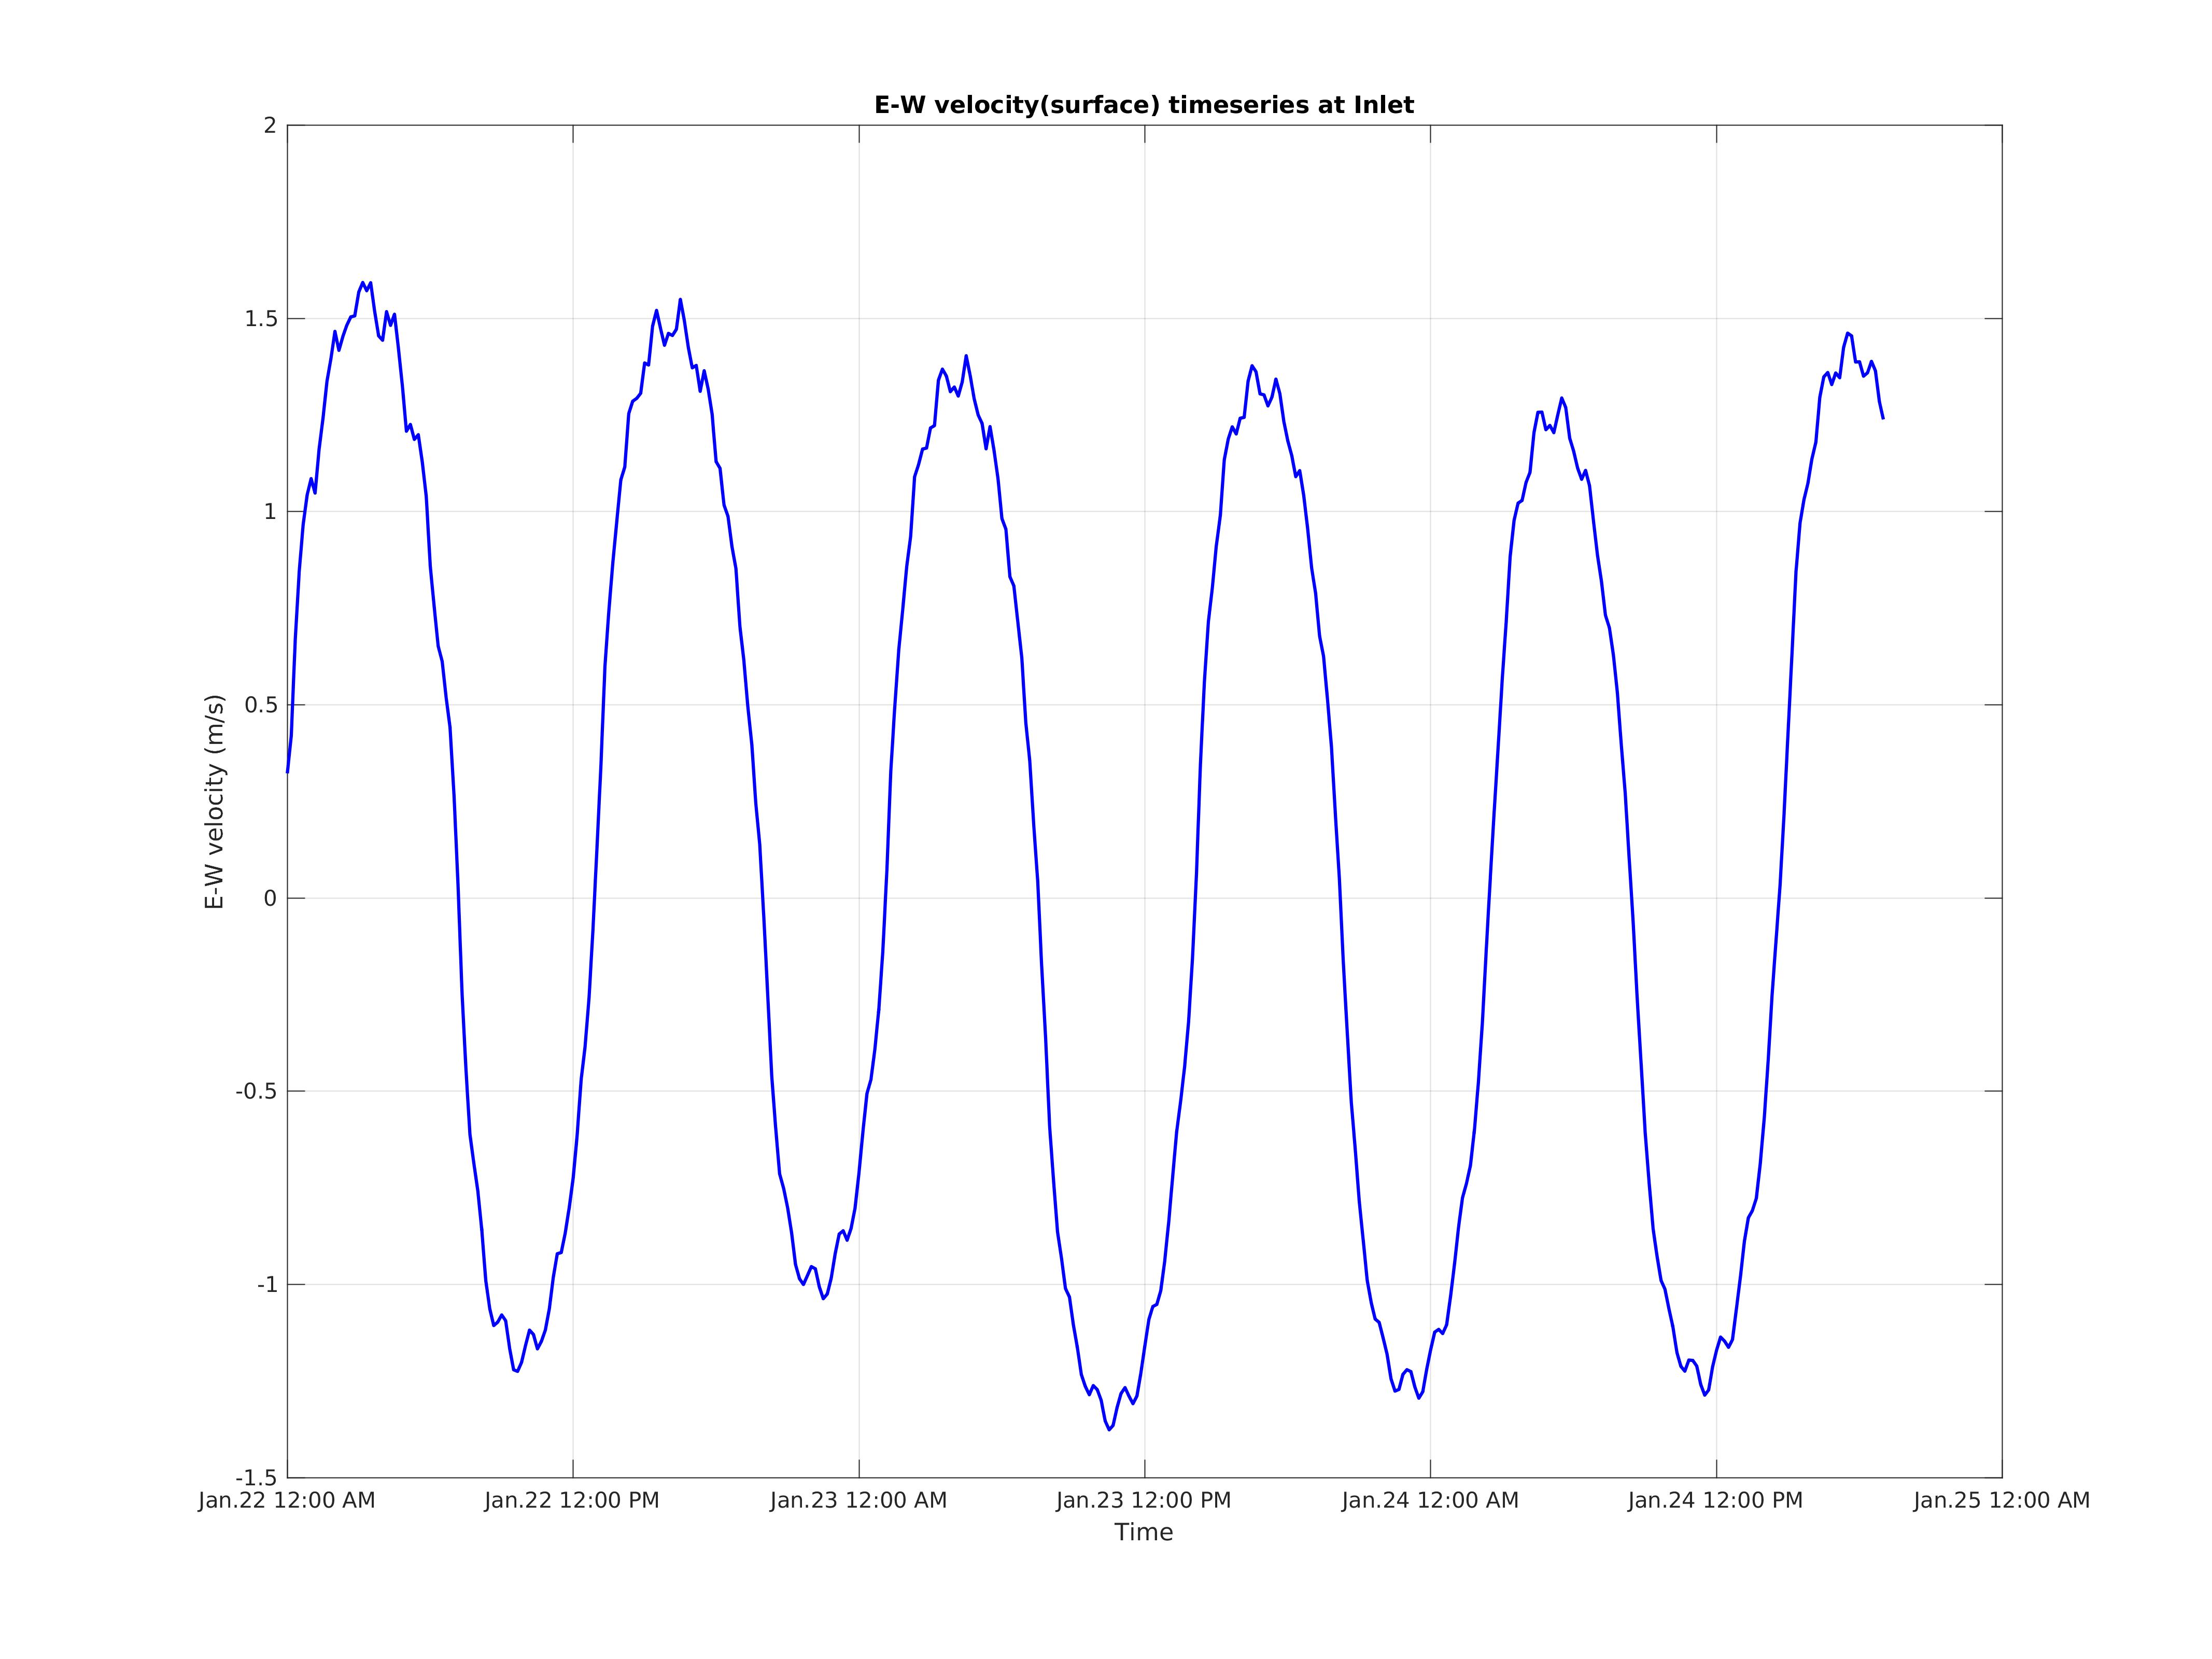 E-W velocity(surface) timeseries at Inlet
2
1.5
1
0.5
0
-0.5
-1
-1.5
E-W velocity (m/s)
Jan.22 12:00 AM Jan.22 12:00 PM Jan.23 12:00 AM Jan.23 12:00 PM Jan.24 12:00 AM Jan.24 12:00 PM Jan.25 12:00 AM
Time